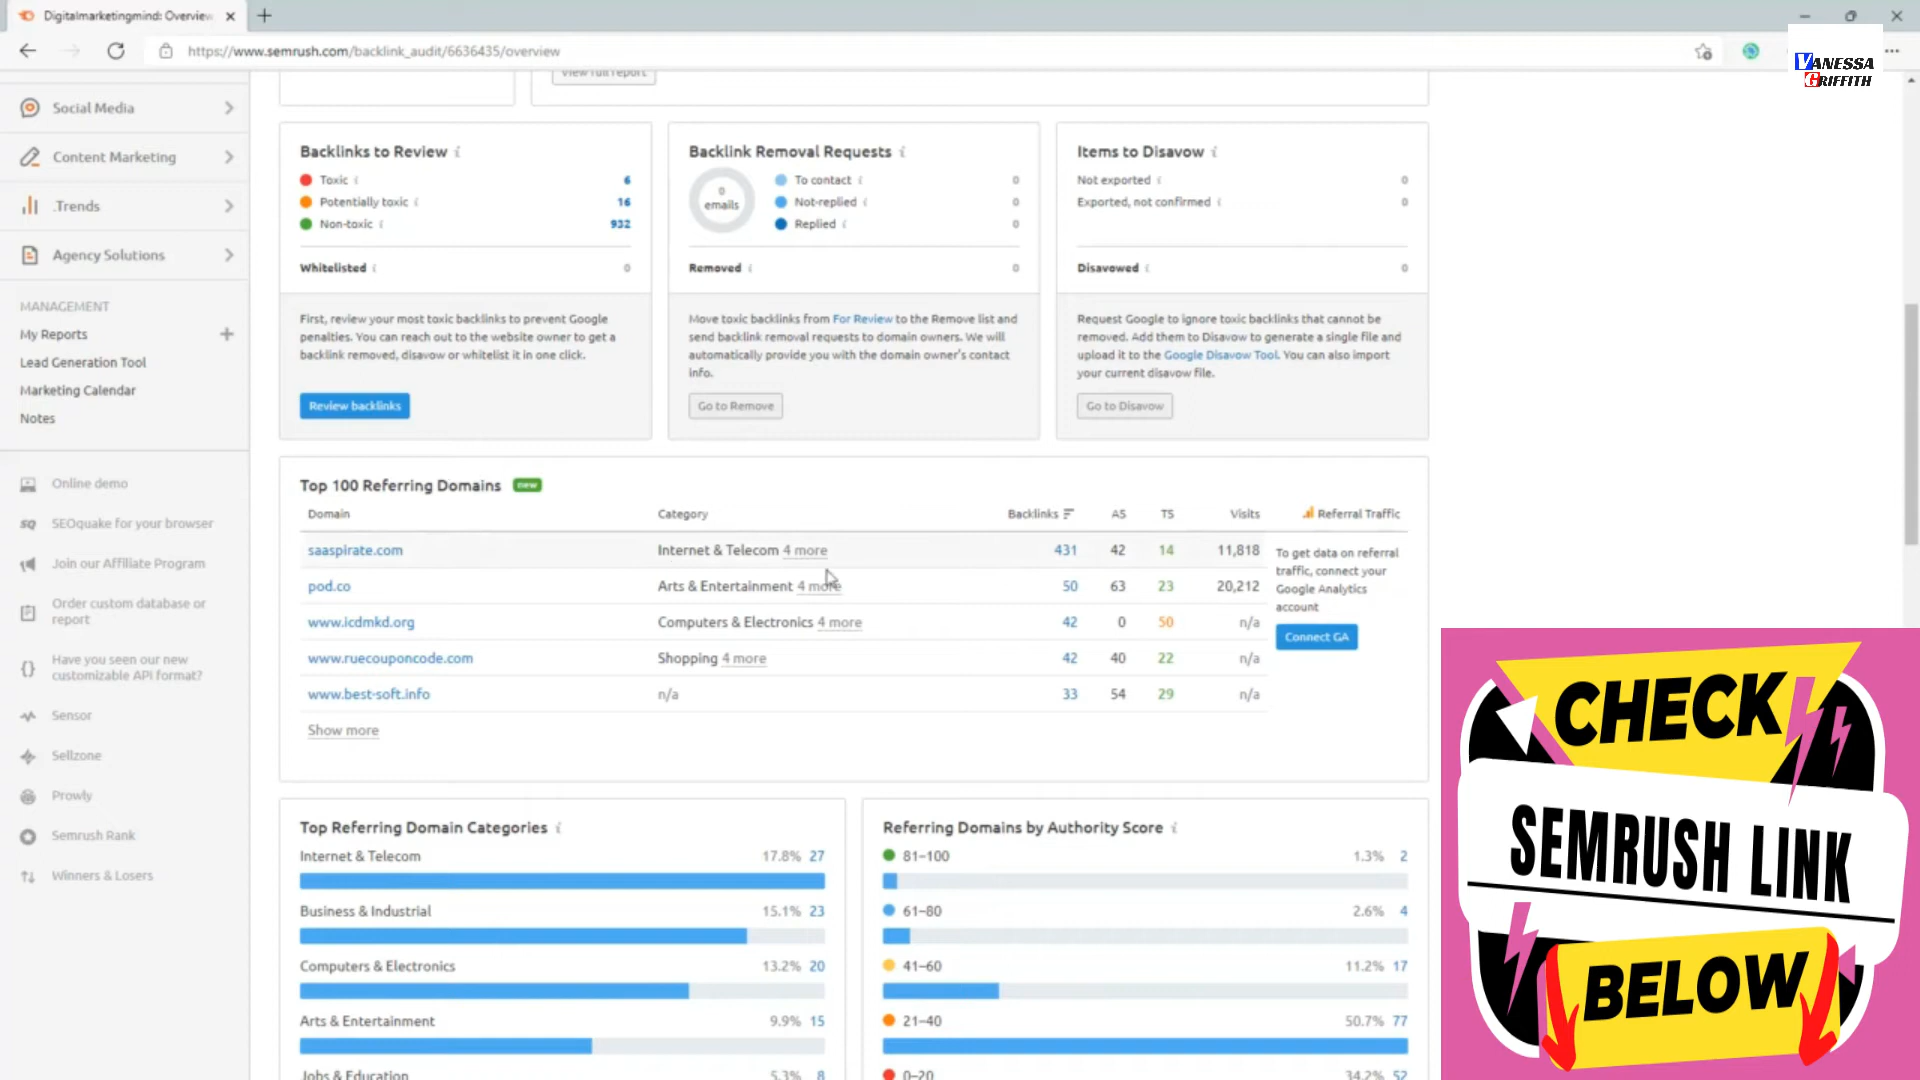 Digitalmarketingmind: Overview
https://www.semrush.com/backlink_audit/6636435/overview
VANESSA
GRIFFITH
View full report
Social Media
Content Marketing
.Trends
Agency Solutions
MANAGEMENT
My Reports
Lead Generation Tool
Marketing Calendar
Notes
Online demo
SEOquake for your browser
Join our Affiliate Program
Order custom database or
report
Have you seen our new
customizable API format?
Sensor
Sellzone
Prowly
Semrush Rank
Winners & Losers
Backlinks to Review
Toxic 6
Potentially toxic 16
Non-toxic 932
Whitelisted 0
First, review your most toxic backlinks to prevent Google
penalties. You can reach out to the website owner to get a
backlink removed, disavow or whitelist it in one click.
Review backlinks
Backlink Removal Requests
0
emails
To contact 0
Not-replied 0
Replied 0
Removed 0
Move toxic backlinks from For Review to the Remove list and
send backlink removal requests to domain owners. We will
automatically provide you with the domain owner's contact
info.
Go to Remove
Items to Disavow
Not exported 0
Exported, not confirmed 0
Disavowed 0
Request Google to ignore toxic backlinks that cannot be
removed. Add them to Disavow to generate a single file and
upload it to the Google Disavow Tool. You can also import
your current disavow file.
Go to Disavow
Top 100 Referring Domains new
Domain Category Backlinks AS TS Visits Referral Traffic
saaspirate.com Internet & Telecom 4 more 431 42 14 11,818
pod.co Arts & Entertainment 4 more 50 63 23 20,212
www.icdmkd.org Computers & Electronics 4 more 42 0 50 n/a
www.ruecouponcode.com Shopping 4 more 42 40 22 n/a
www.best-soft.info n/a 33 54 29 n/a
Show more
To get data on referral
traffic, connect your
Google Analytics
account
Connect GA
Top Referring Domain Categories
Internet & Telecom 17.8% 27
Business & Industrial 15.1% 23
Computers & Electronics 13.2% 20
Arts & Entertainment 9.9% 15
Jobs & Education 5.3% 8
Referring Domains by Authority Score
81–100 1.3% 2
61–80 2.6% 4
41–60 11.2% 17
21–40 50.7% 77
0–20 34.2% 52
CHECK
SEMRUSH LINK
BELOW